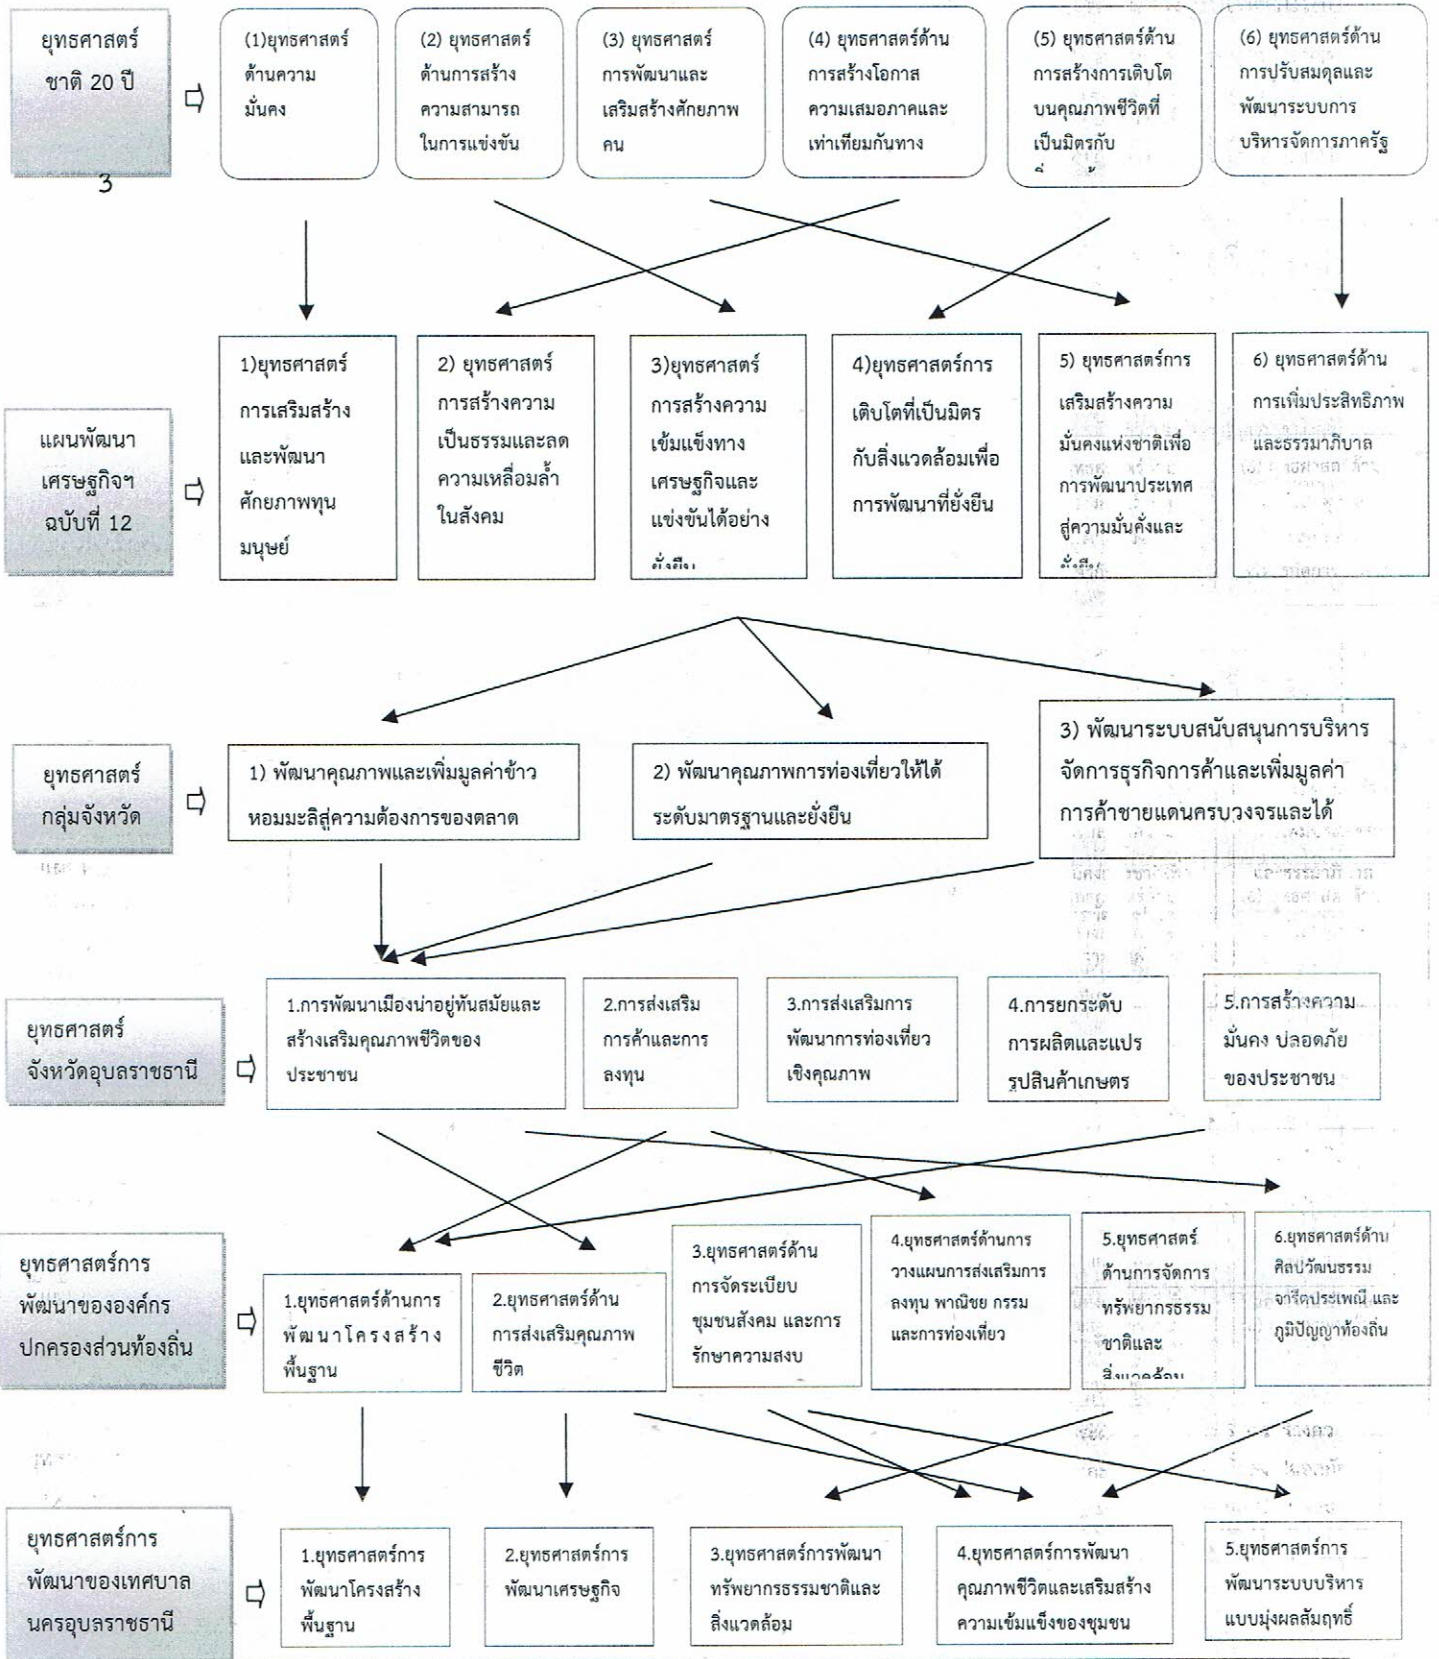 ยุทธศาสตร์
ชาติ 20 ปี
3
(1)ยุทธศาสตร์
ด้านความ
มั่นคง
(2) ยุทธศาสตร์
ด้านการสร้าง
ความสามารถ
ในการแข่งขัน
(3) ยุทธศาสตร์
การพัฒนาและ
เสริมสร้างศักยภาพ
คน
(4) ยุทธศาสตร์ด้าน
การสร้างโอกาส
ความเสมอภาคและ
เท่าเทียมกันทาง
(5) ยุทธศาสตร์ด้าน
การสร้างการเติบโต
บนคุณภาพชีวิตที่
เป็นมิตรกับ
(6) ยุทธศาสตร์ด้าน
การปรับสมดุลและ
พัฒนาระบบการ
บริหารจัดการภาครัฐ
แผนพัฒนา
เศรษฐกิจฯ
ฉบับที่ 12
1)ยุทธศาสตร์
การเสริมสร้าง
และพัฒนา
ศักยภาพทุน
มนุษย์
2) ยุทธศาสตร์
การสร้างความ
เป็นธรรมและลด
ความเหลื่อมล้ำ
ในสังคม
3)ยุทธศาสตร์
การสร้างความ
เข้มแข็งทาง
เศรษฐกิจและ
แข่งขันได้อย่าง
4)ยุทธศาสตร์การ
เติบโตที่เป็นมิตร
กับสิ่งแวดล้อมเพื่อ
การพัฒนาที่ยั่งยืน
5) ยุทธศาสตร์การ
เสริมสร้างความ
มั่นคงแห่งชาติเพื่อ
การพัฒนาประเทศ
สู่ความมั่นคั่งและ
6) ยุทธศาสตร์ด้าน
การเพิ่มประสิทธิภาพ
และธรรมาภิบาล
ยุทธศาสตร์
กลุ่มจังหวัด
1) พัฒนาคุณภาพและเพิ่มมูลค่าข้าว
หอมมะลิสู่ความต้องการของตลาด
2) พัฒนาคุณภาพการท่องเที่ยวให้ได้
ระดับมาตรฐานและยั่งยืน
3) พัฒนาระบบสนับสนุนการบริหาร
จัดการธุรกิจการค้าและเพิ่มมูลค่า
การค้าชายแดนครบวงจรและได้
ยุทธศาสตร์
จังหวัดอุบลราชธานี
1.การพัฒนาเมืองน่าอยู่ทันสมัยและ
สร้างเสริมคุณภาพชีวิตของ
ประชาชน
2.การส่งเสริม
การค้าและการ
ลงทุน
3.การส่งเสริมการ
พัฒนาการท่องเที่ยว
เชิงคุณภาพ
4.การยกระดับ
การผลิตและแปร
รูปสินค้าเกษตร
5.การสร้างความ
มั่นคง ปลอดภัย
ของประชาชน
ยุทธศาสตร์การ
พัฒนาขององค์กร
ปกครองส่วนท้องถิ่น
1.ยุทธศาสตร์ด้านการ
พัฒนาโครงสร้าง
พื้นฐาน
2.ยุทธศาสตร์ด้าน
การส่งเสริมคุณภาพ
ชีวิต
3.ยุทธศาสตร์ด้าน
การจัดระเบียบ
ชุมชนสังคม และการ
รักษาความสงบ
4.ยุทธศาสตร์ด้านการ
วางแผนการส่งเสริมการ
ลงทุน พาณิชย กรรม
และการท่องเที่ยว
5.ยุทธศาสตร์
ด้านการจัดการ
ทรัพยากรธรรม
ชาติและ
สิ่งแวดล้อม
6.ยุทธศาสตร์ด้าน
ศิลปวัฒนธรรม
จารีตประเพณี และ
ภูมิปัญญาท้องถิ่น
ยุทธศาสตร์การ
พัฒนาของเทศบาล
นครอุบลราชธานี
1.ยุทธศาสตร์การ
พัฒนาโครงสร้าง
พื้นฐาน
2.ยุทธศาสตร์การ
พัฒนาเศรษฐกิจ
3.ยุทธศาสตร์การพัฒนา
ทรัพยากรธรรมชาติและ
สิ่งแวดล้อม
4.ยุทธศาสตร์การพัฒนา
คุณภาพชีวิตและเสริมสร้าง
ความเข้มแข็งของชุมชน
5.ยุทธศาสตร์การ
พัฒนาระบบบริหาร
แบบมุ่งผลสัมฤทธิ์